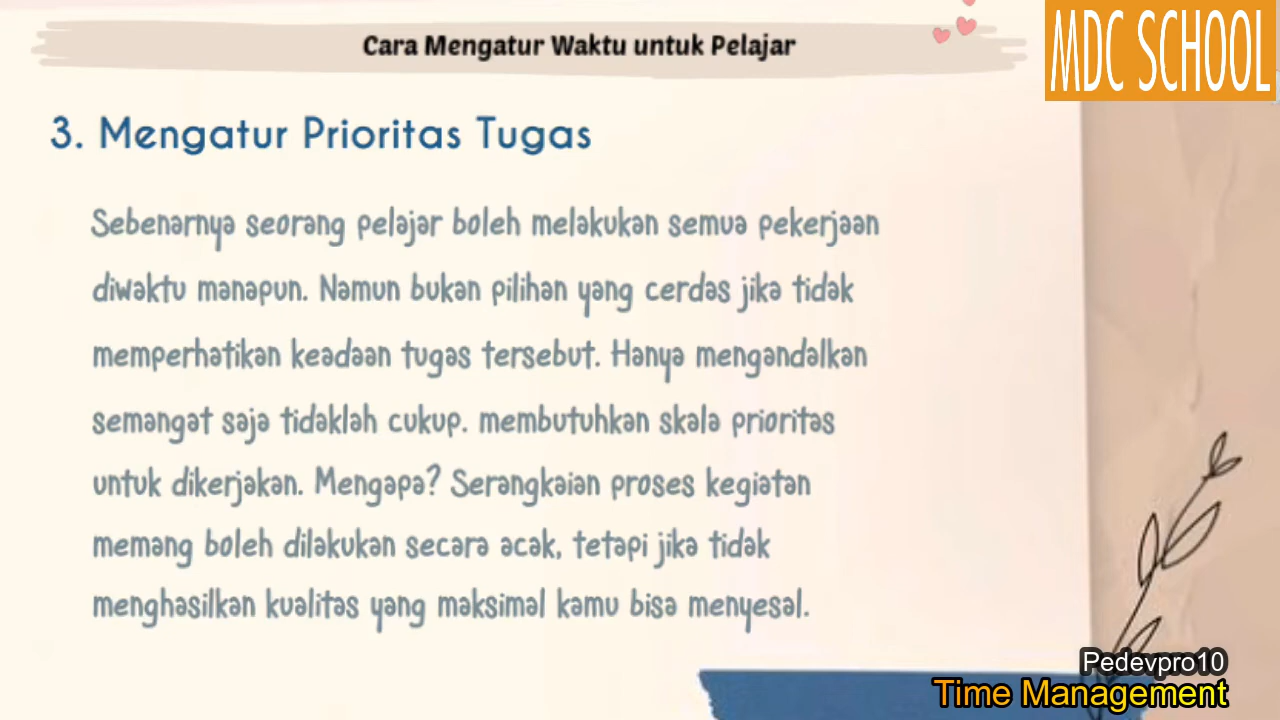 Cara Mengatur Waktu untuk Pelajar
MDC SCHOOL
3. Mengatur Prioritas Tugas
Sebenarnya seorang pelajar boleh melakukan semua pekerjaan
diwaktu manapun. Namun bukan pilihan yang cerdas jika tidak
memperhatikan keadaan tugas tersebut. Hanya mengandalkan
semangat saja tidaklah cukup. membutuhkan skala prioritas
untuk dikerjakan. Mengapa? Serangkaian proses kegiatan
memang boleh dilakukan secara acak, tetapi jika tidak
menghasilkan kualitas yang maksimal kamu bisa menyesal.
Pedevpro10
Time Management